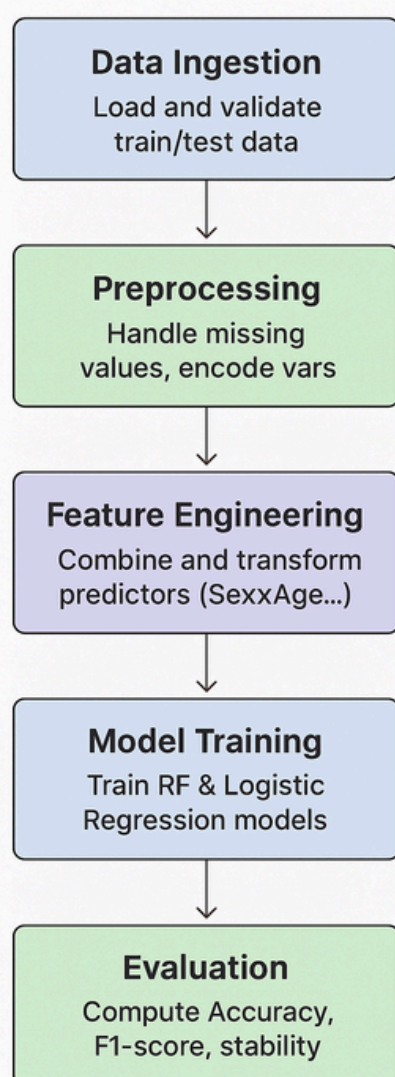 Data Ingestion
Load and validate
train/test data
Preprocessing
Handle missing
values, encode vars
Feature Engineering
Combine and transform
predictors (SexxAge...)
Model Training
Train RF & Logistic
Regression models
Evaluation
Compute Accuracy,
F1-score, stability